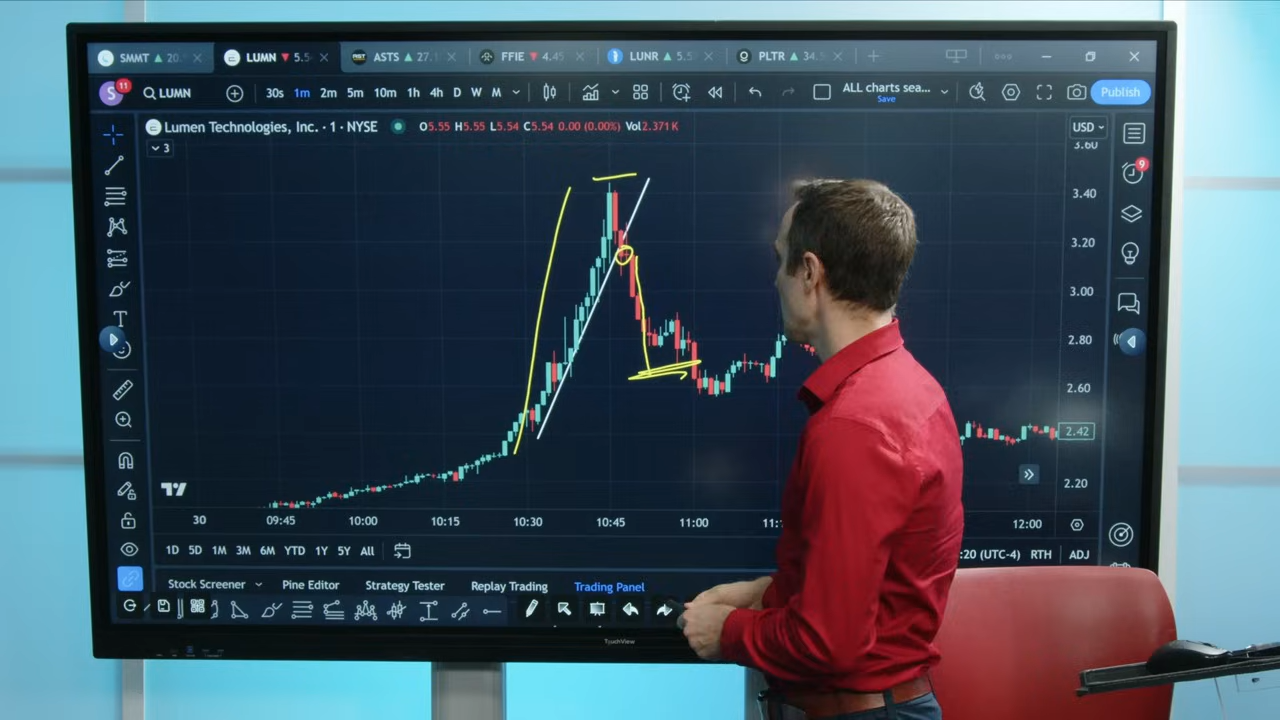 SMMT ▲ 20. × LUMN ▼ 5.5 × ASTS ▲ 27.1 × FFIE ▼ 4.45 × LUNR ▲ 5.5 × PLTR ▲ 34. ×
S 11 LUMN 30s 1m 2m 5m 10m 1h 4h D W M ALL charts sea... Publish
Save
Lumen Technologies, Inc. · 1 · NYSE O5.55 H5.55 L5.54 C5.54 0.00 (0.00%) Vol2.371 K USD
3
3.60
9
3.40
3.20
3.00
2.80
2.60
2.42
2.20
30 09:45 10:00 10:15 10:30 10:45 11:00 12:00
1D 5D 1M 3M 6M YTD 1Y 5Y All :20 (UTC-4) RTH ADJ
Stock Screener Pine Editor Strategy Tester Replay Trading Trading Panel
TouchView